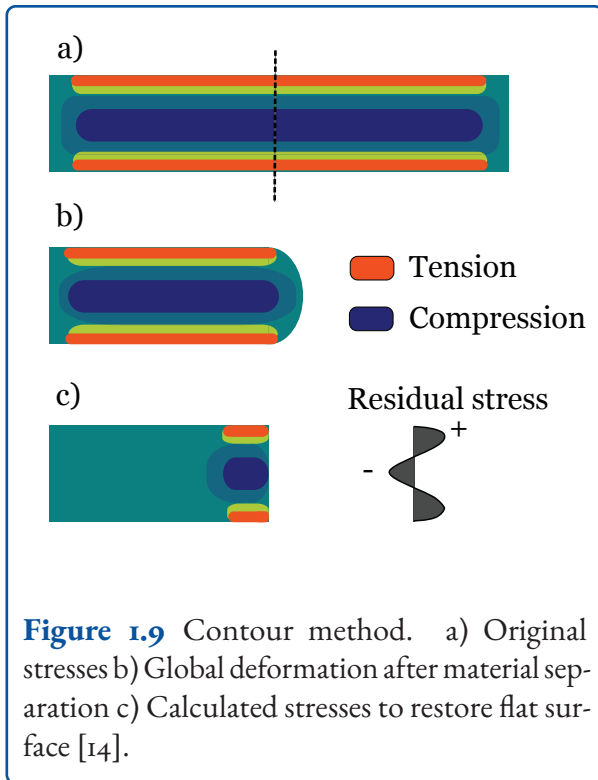 a)
b)
Tension
Compression
c)
Residual stress
+
-
Figure 1.9 Contour method. a) Original
stresses b) Global deformation after material sep-
aration c) Calculated stresses to restore flat sur-
face [14].